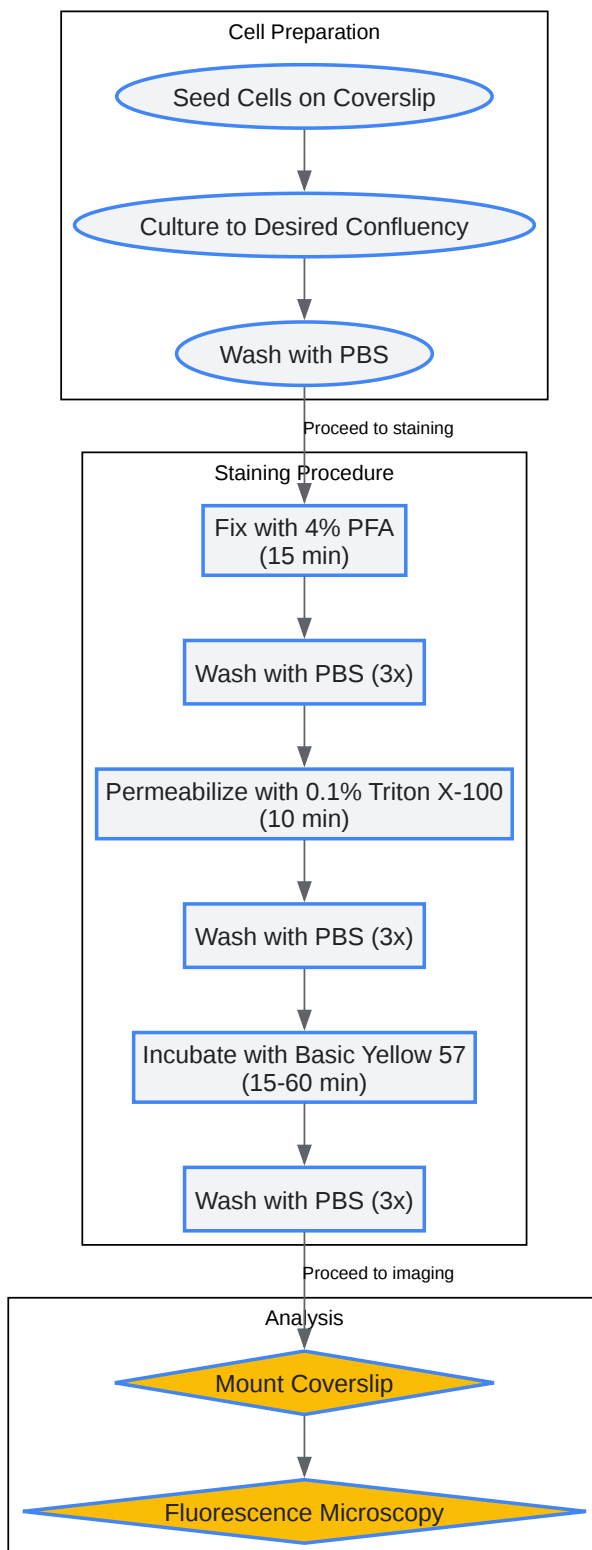 Cell Preparation
Seed Cells on Coverslip
Culture to Desired Confluency
Wash with PBS
Proceed to staining
Staining Procedure
Fix with 4% PFA
(15 min)
Wash with PBS (3x)
Permeabilize with 0.1% Triton X-100
(10 min)
Wash with PBS (3x)
Incubate with Basic Yellow 57
(15-60 min)
Wash with PBS (3x)
Proceed to imaging
Analysis
Mount Coverslip
Fluorescence Microscopy